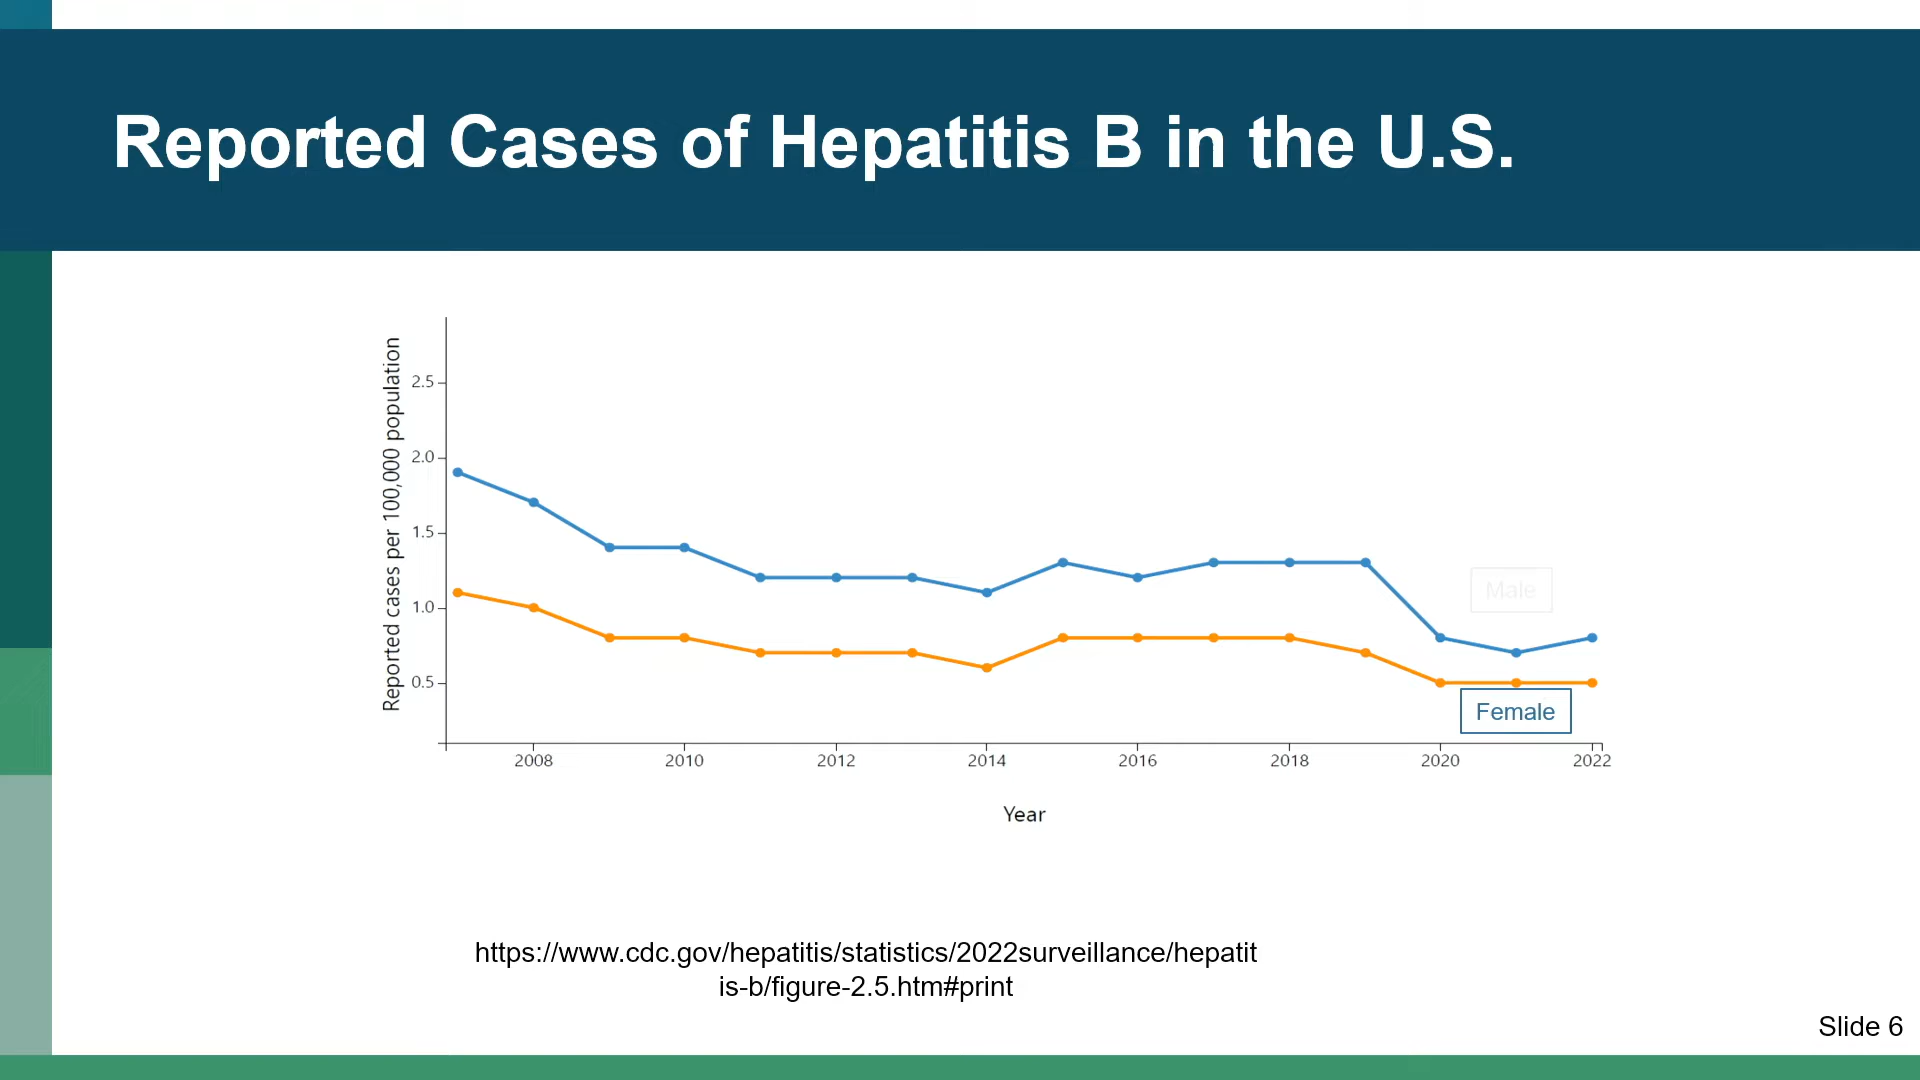 Reported Cases of Hepatitis B in the U.S.
Reported cases per 100,000 population
2.5
2.0
1.5
1.0
0.5
Male
Female
2008
2010
2012
2014
2016
2018
2020
2022
Year
https://www.cdc.gov/hepatitis/statistics/2022surveillance/hepatit
is-b/figure-2.5.htm#print
Slide 6